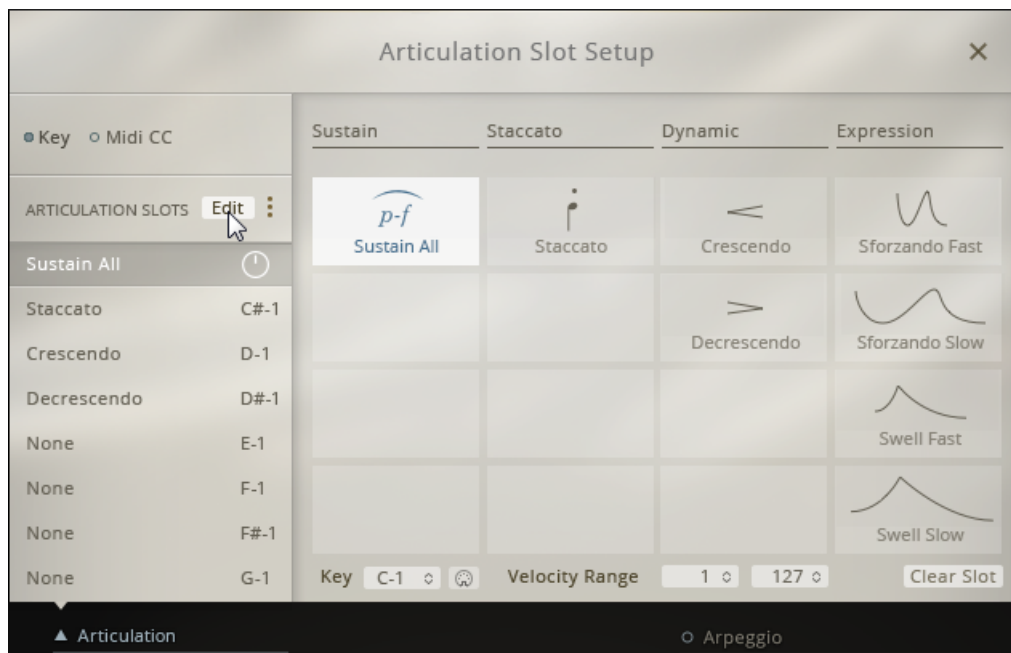 Articulation Slot Setup
Key Midi CC
ARTICULATION SLOTS Edit
Sustain All
Staccato C#-1
Crescendo D-1
Decrescendo D#-1
None E-1
None F-1
None F#-1
None G-1
Sustain Staccato Dynamic Expression
p-f
Sustain All Staccato Crescendo Sforzando Fast
Decrescendo Sforzando Slow
Swell Fast
Swell Slow
Key C-1 Velocity Range 1 127 Clear Slot
Articulation Arpeggio